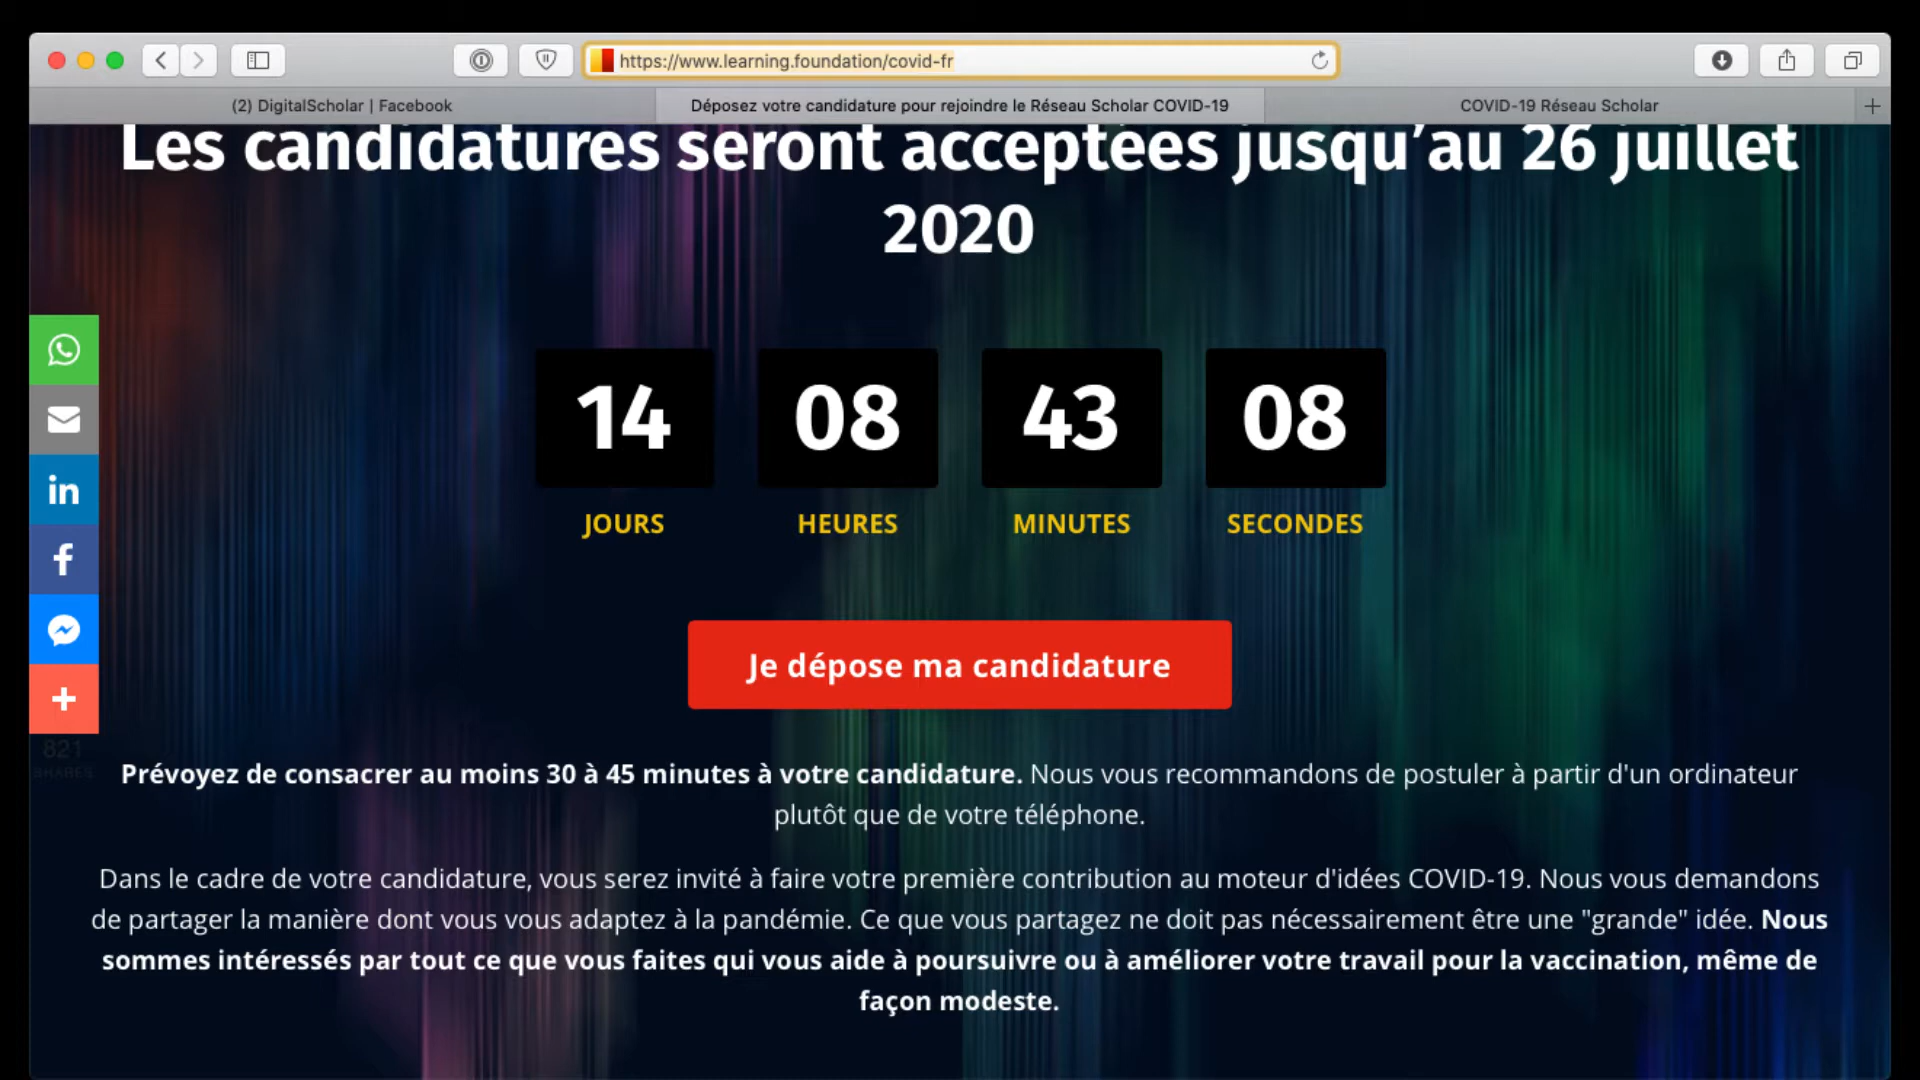 https://www.learning.foundation/covid-fr
(2) DigitalScholar | Facebook
Déposez votre candidature pour rejoindre le Réseau Scholar COVID-19
COVID-19 Réseau Scholar
Les candidatures seront acceptées jusqu’au 26 juillet
2020
14 08 43 08
JOURS HEURES MINUTES SECONDES
Je dépose ma candidature
821
SHARES
Prévoyez de consacrer au moins 30 à 45 minutes à votre candidature. Nous vous recommandons de postuler à partir d'un ordinateur
plutôt que de votre téléphone.
Dans le cadre de votre candidature, vous serez invité à faire votre première contribution au moteur d'idées COVID-19. Nous vous demandons
de partager la manière dont vous vous adaptez à la pandémie. Ce que vous partagez ne doit pas nécessairement être une "grande" idée. Nous
sommes intéressés par tout ce que vous faites qui vous aide à poursuivre ou à améliorer votre travail pour la vaccination, même de
façon modeste.